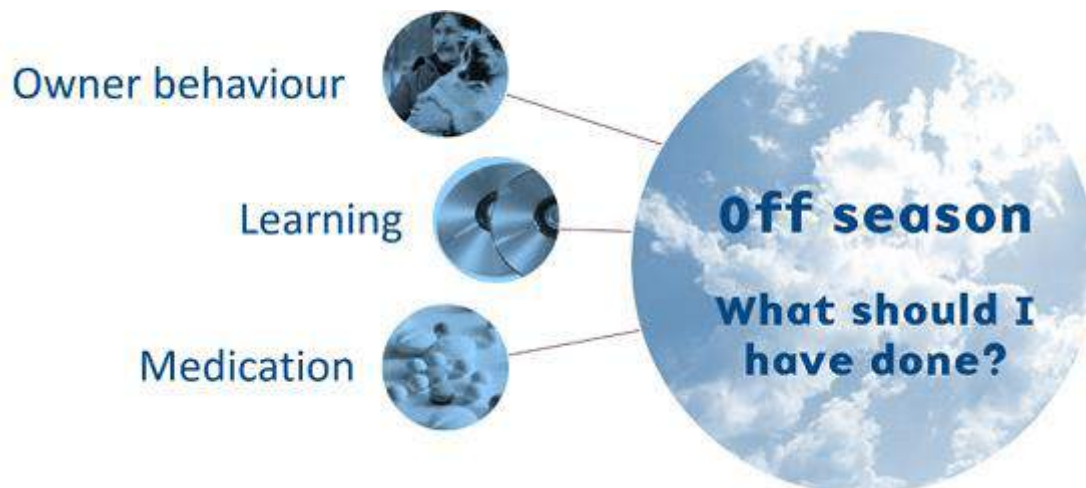 Owner behaviour
Learning
Medication
Off season
What should I
have done?